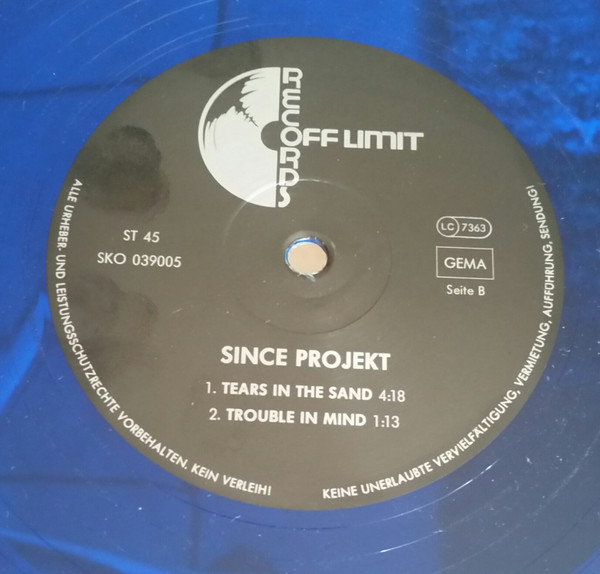 RECORDS
OFF LIMIT
ST 45
SKO 039005
LC 7363
GEMA
Seite B
SINCE PROJEKT
1. TEARS IN THE SAND 4:18
2. TROUBLE IN MIND 1:13
ALLE URHEBER- UND LEISTUNGSSCHUTZRECHTE VORBEHALTEN. KEIN VERLEIH!
KEINE UNERLAUBTE VERVIELFÄLTIGUNG, VERMIETUNG, AUFFÜHRUNG, SENDUNG!